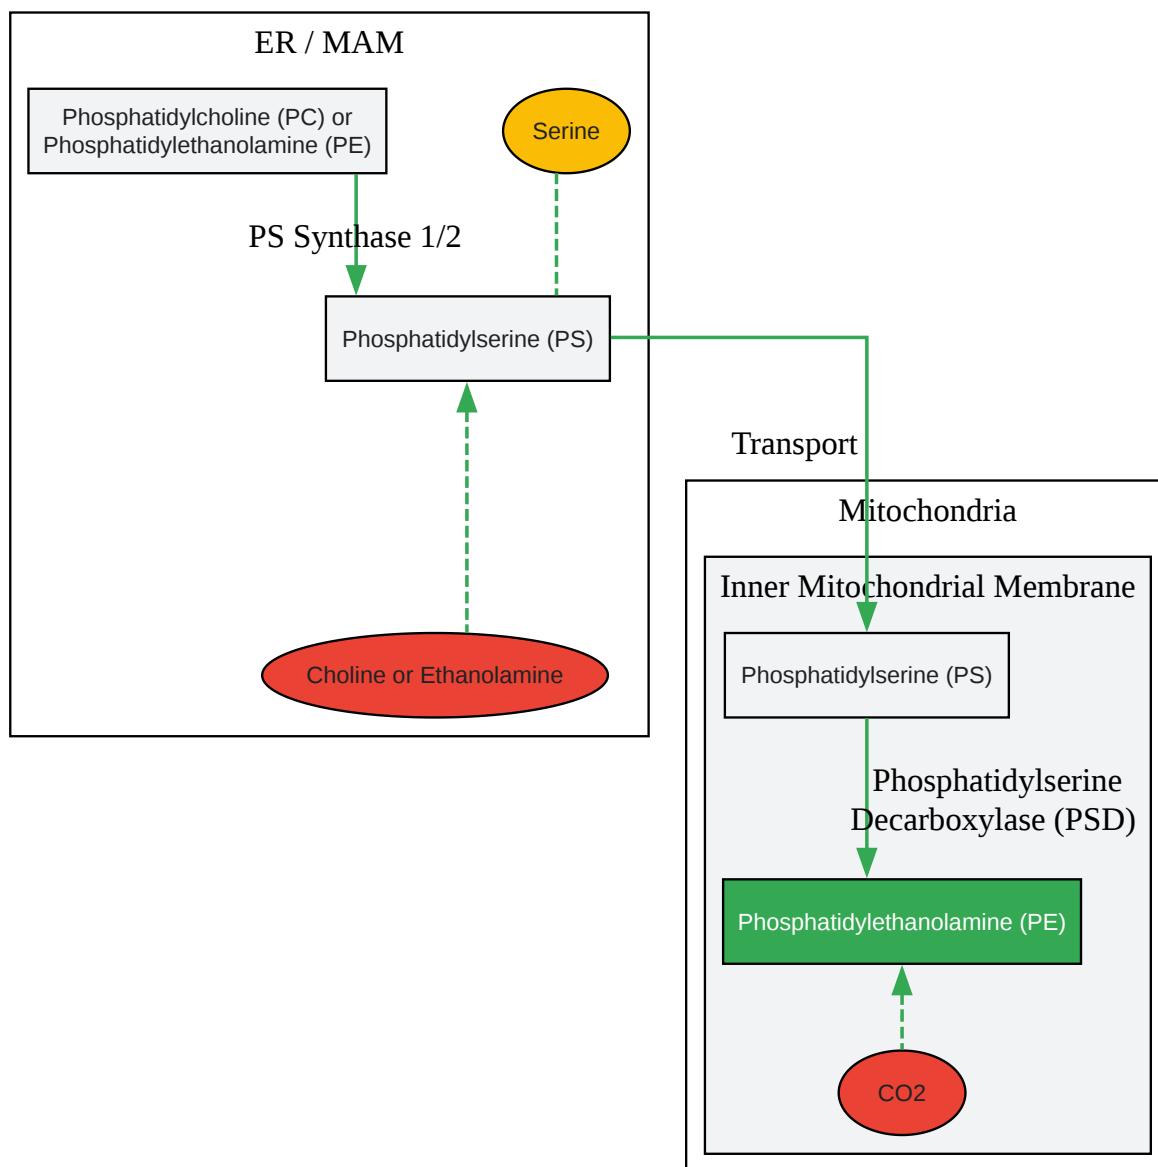 ER / MAM
Phosphatidylcholine (PC) or
Phosphatidylethanolamine (PE)
Serine
PS Synthase 1/2
Phosphatidylserine (PS)
Transport
Choline or Ethanolamine
Mitochondria
Inner Mitochondrial Membrane
Phosphatidylserine (PS)
Phosphatidylserine
Decarboxylase (PSD)
Phosphatidylethanolamine (PE)
CO2